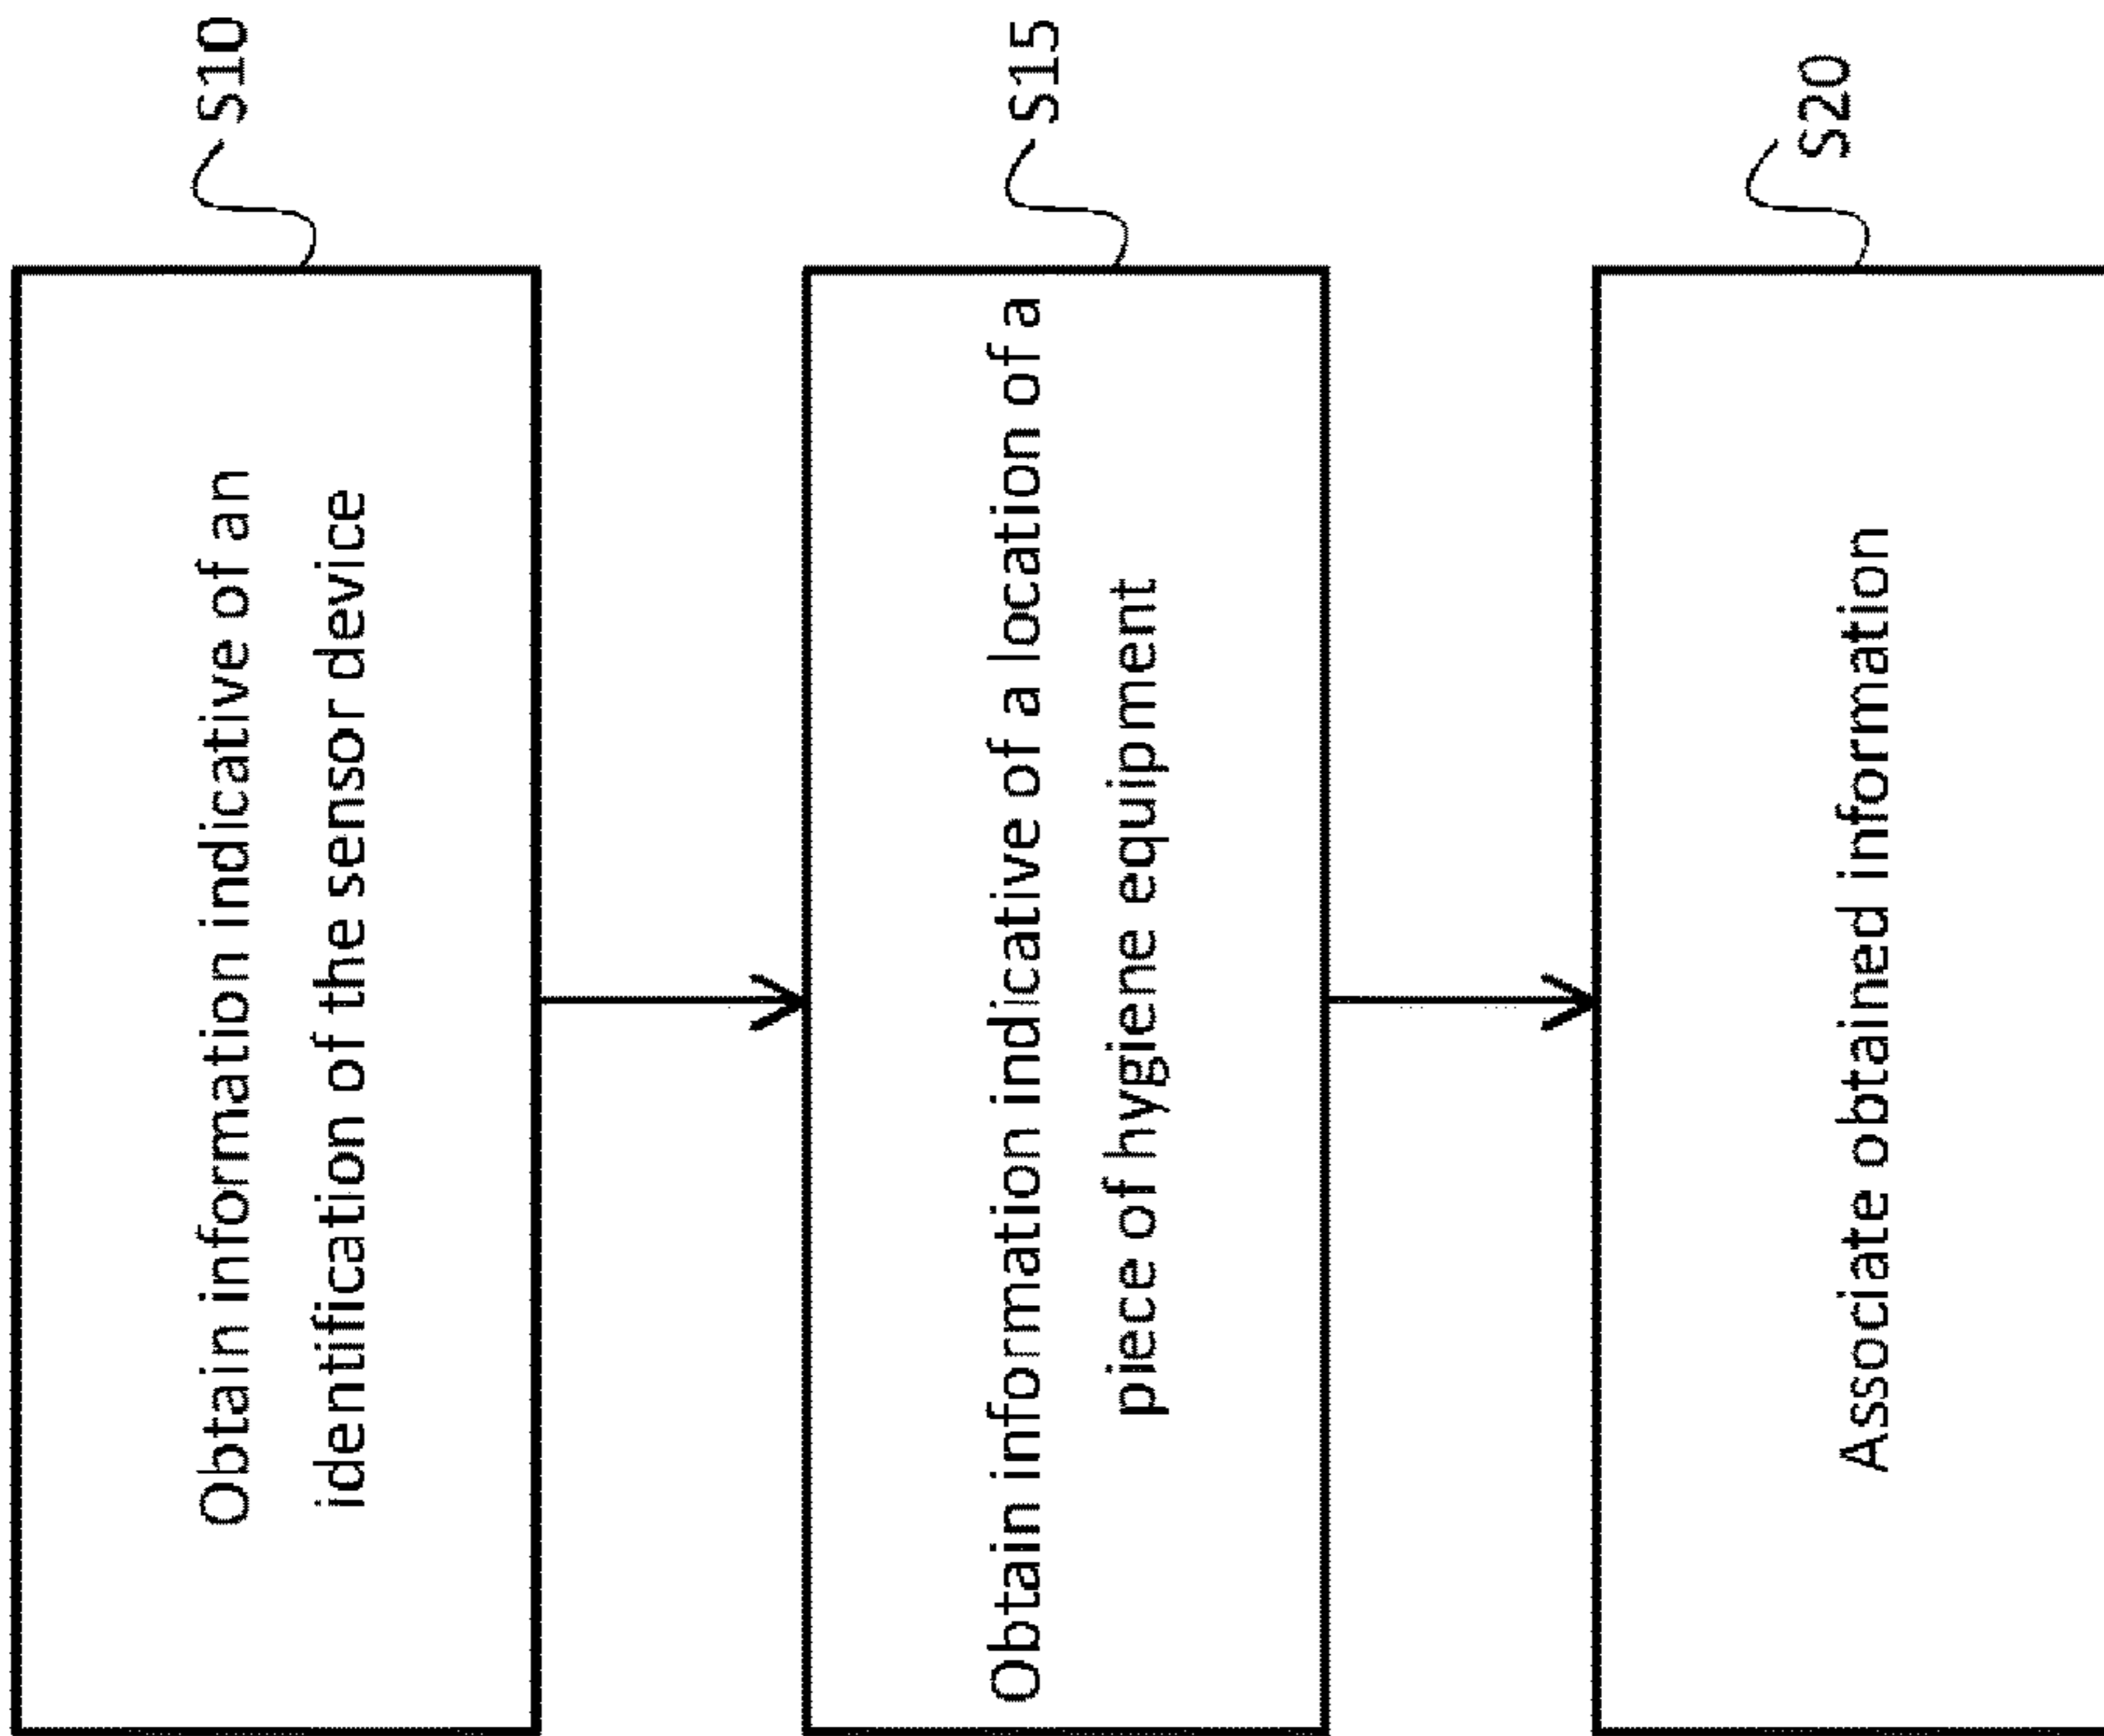 Obtain information indicative of an
identification of the sensor device
S10
Obtain information indicative of a location of a
piece of hygiene equipment
S15
Associate obtained information
S20